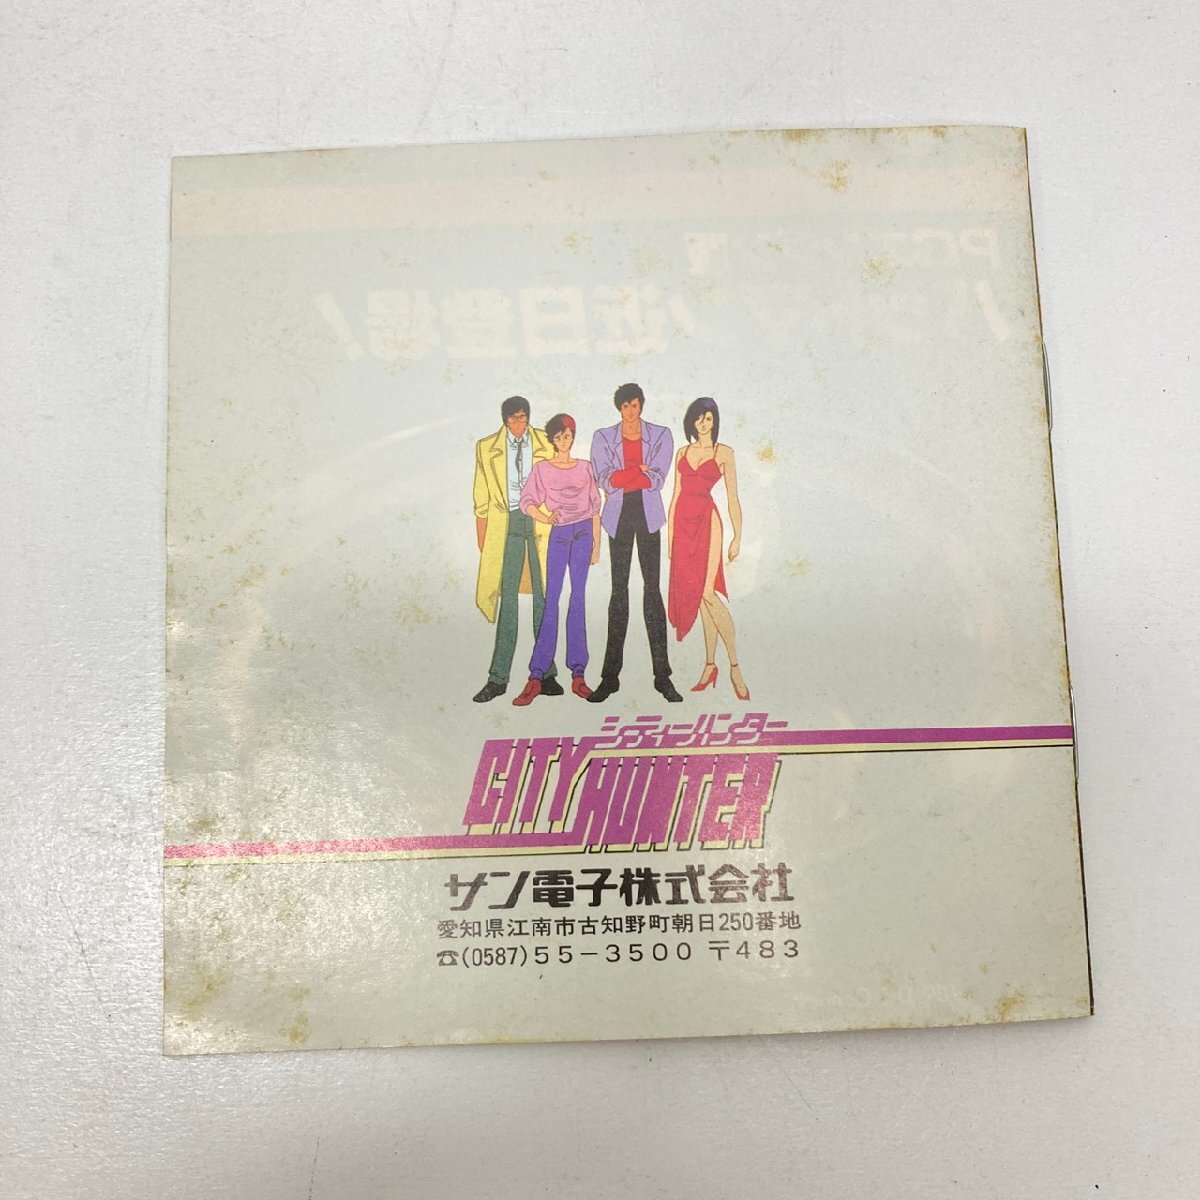 シティーハンター
CITY HUNTER
サン電子株式会社
愛知県江南市古知野町朝日250番地
☎(0587)55-3500 〒483